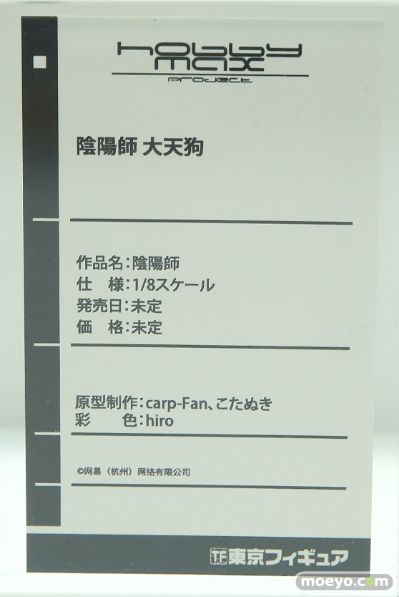 hobby
max
PROJECT
陰陽師 大天狗
作品名:陰陽師
仕 様:1/8スケール
発売日:未定
価 格:未定
原型制作:carp-Fan、こたぬき
彩 色:hiro
©网易(杭州)网络有限公司
TF 東京フィギュア
moeyo.com